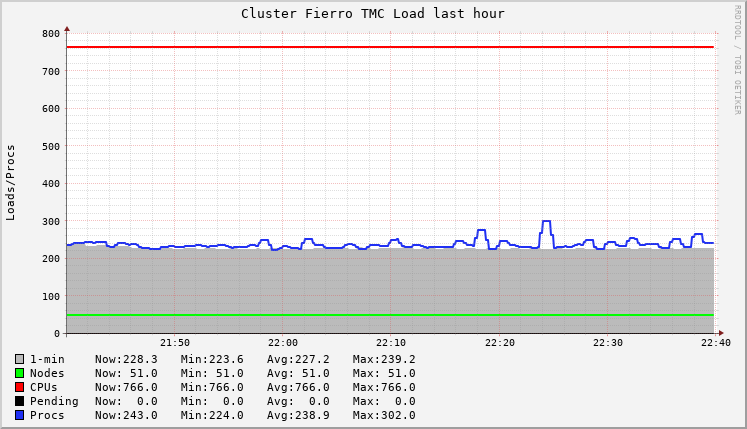 Cluster Fierro TMC Load last hour
RRDTOOL / TOBI OETIKER
Loads/Procs
800
700
600
500
400
300
200
100
0
21:50 22:00 22:10 22:20 22:30 22:40
1-min Now:228.3 Min:223.6 Avg:227.2 Max:239.2
Nodes Now: 51.0 Min: 51.0 Avg: 51.0 Max: 51.0
CPUs Now:766.0 Min:766.0 Avg:766.0 Max:766.0
Pending Now: 0.0 Min: 0.0 Avg: 0.0 Max: 0.0
Procs Now:243.0 Min:224.0 Avg:238.9 Max:302.0